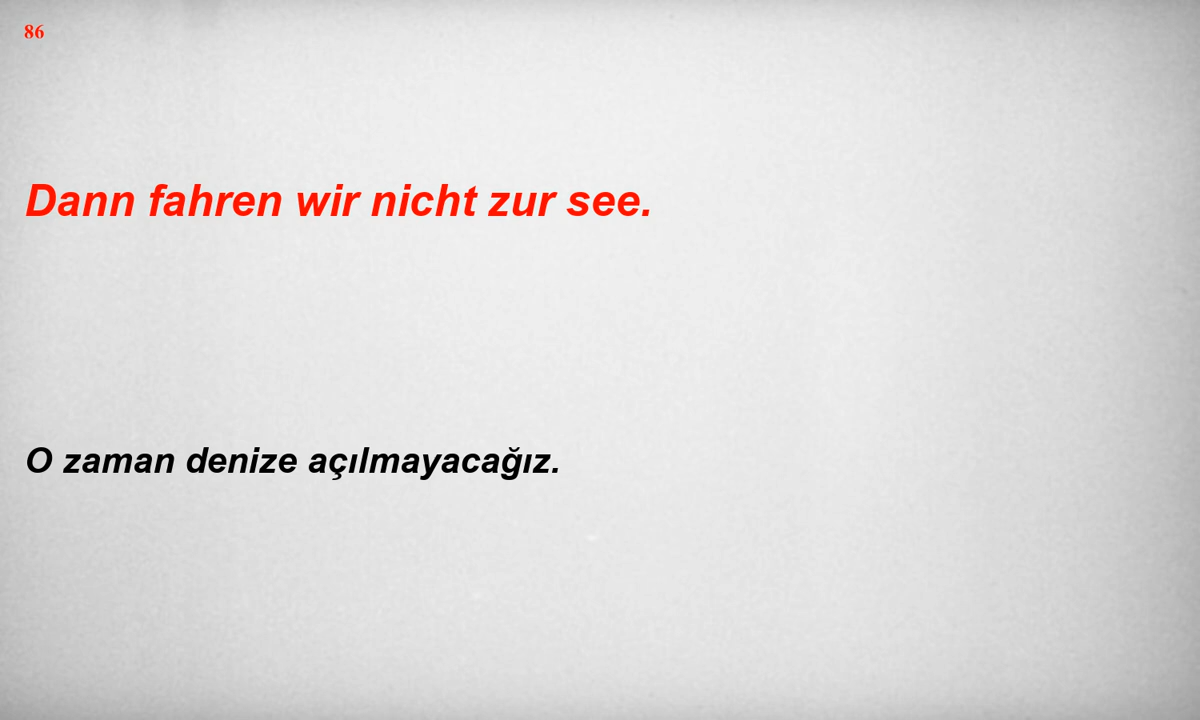 86
Dann fahren wir nicht zur see.
O zaman denize açılmayacağız.